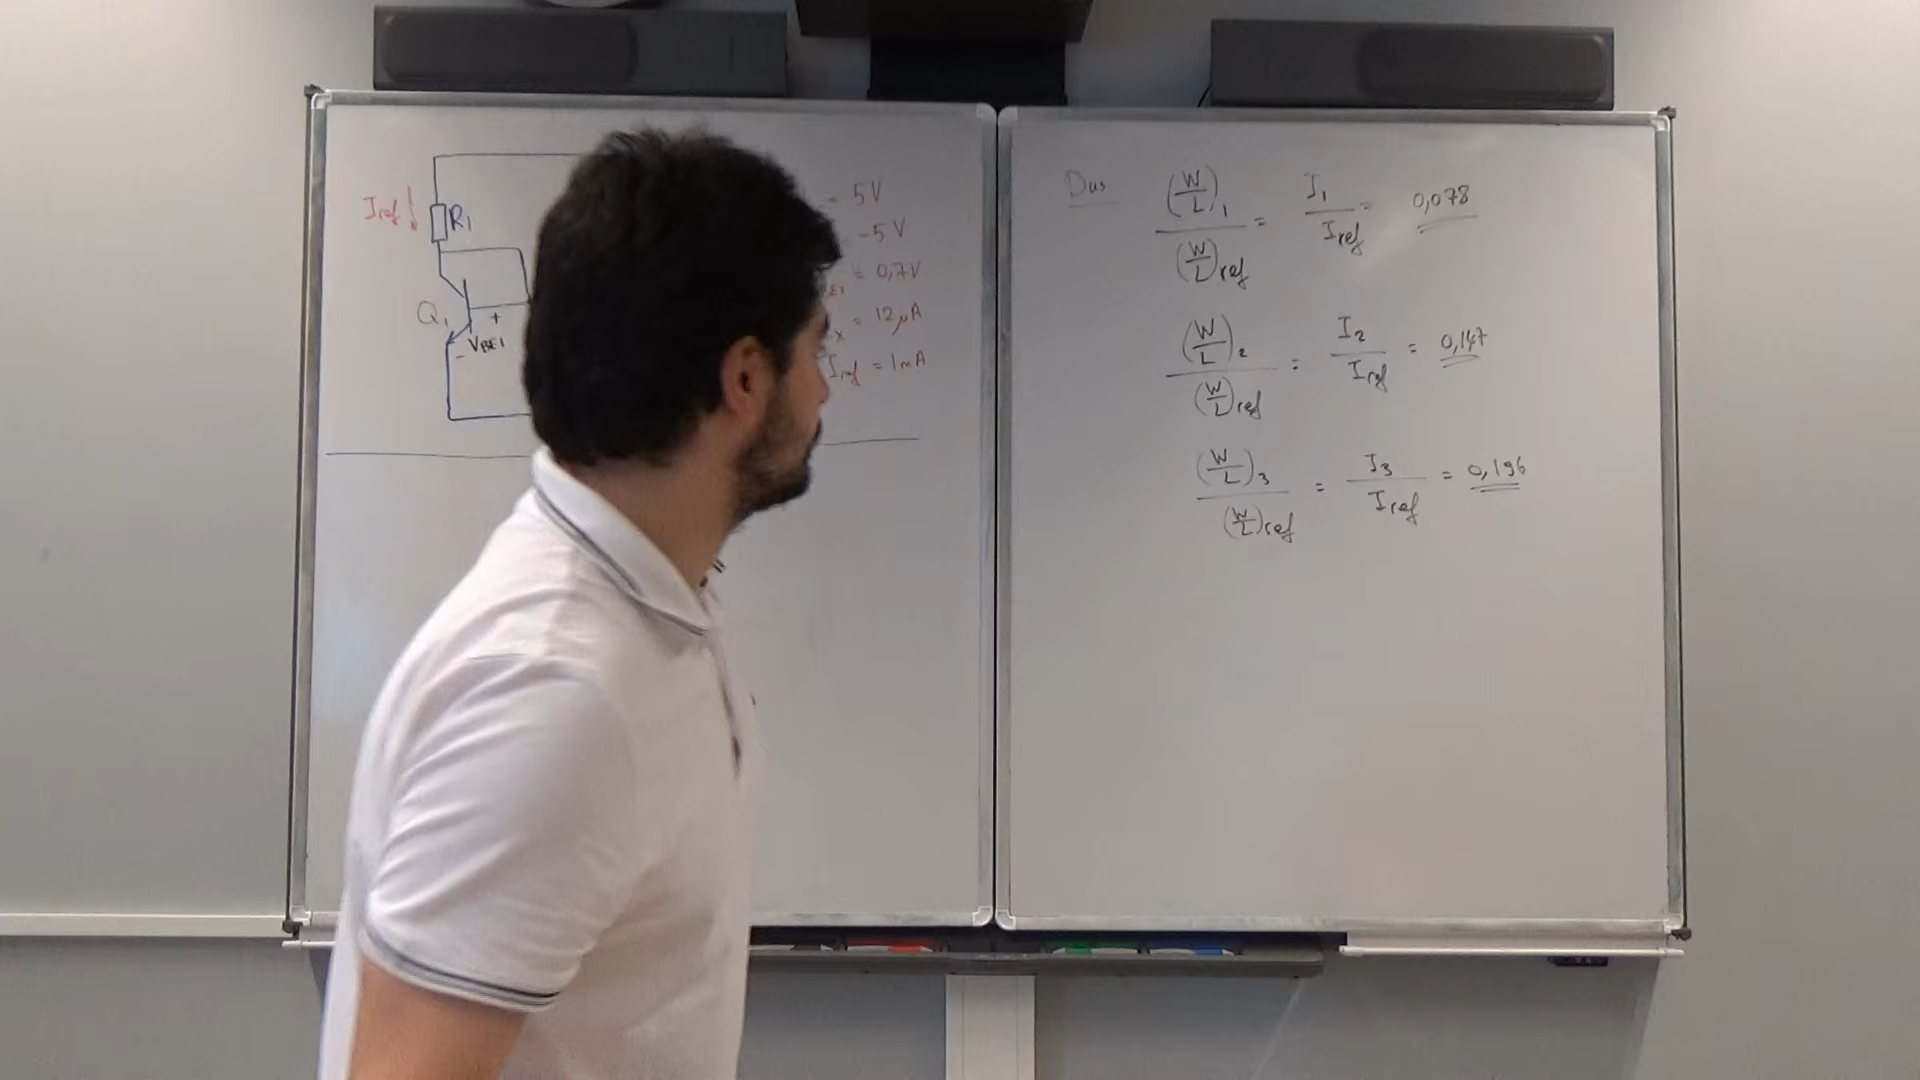 Iref ↓
R1
Q1
+
VBE1
-
= 5V
-5V
BE1 = 0,7V
x = 12μA
Iref = 1mA
Dus (W/L)1 / (W/L)ref = I1 / Iref = 0,078
(W/L)2 / (W/L)ref = I2 / Iref = 0,147
(W/L)3 / (W/L)ref = I3 / Iref = 0,196